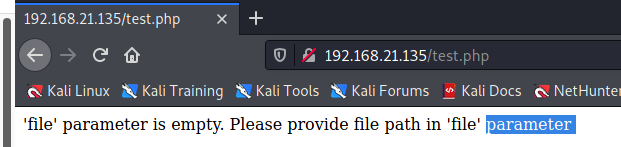 192.168.21.135/test.php
192.168.21.135/test.php
Kali Linux Kali Training Kali Tools Kali Forums Kali Docs NetHunter
'file' parameter is empty. Please provide file path in 'file' parameter